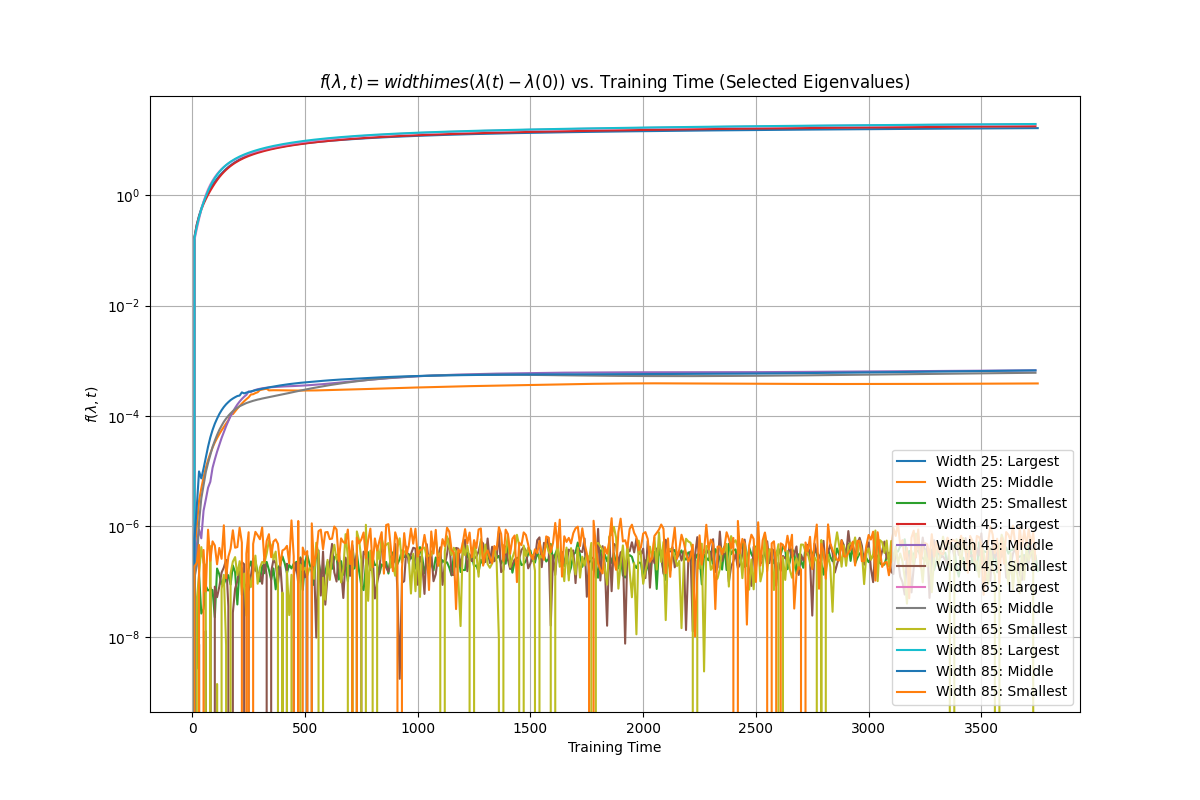 f(λ, t) = widthimes(λ(t) − λ(0)) vs. Training Time (Selected Eigenvalues)
f(λ, t)
10⁰
10⁻²
10⁻⁴
10⁻⁶
10⁻⁸
Width 25: Largest
Width 25: Middle
Width 25: Smallest
Width 45: Largest
Width 45: Middle
Width 45: Smallest
Width 65: Largest
Width 65: Middle
Width 65: Smallest
Width 85: Largest
Width 85: Middle
Width 85: Smallest
0 500 1000 1500 2000 2500 3000 3500
Training Time